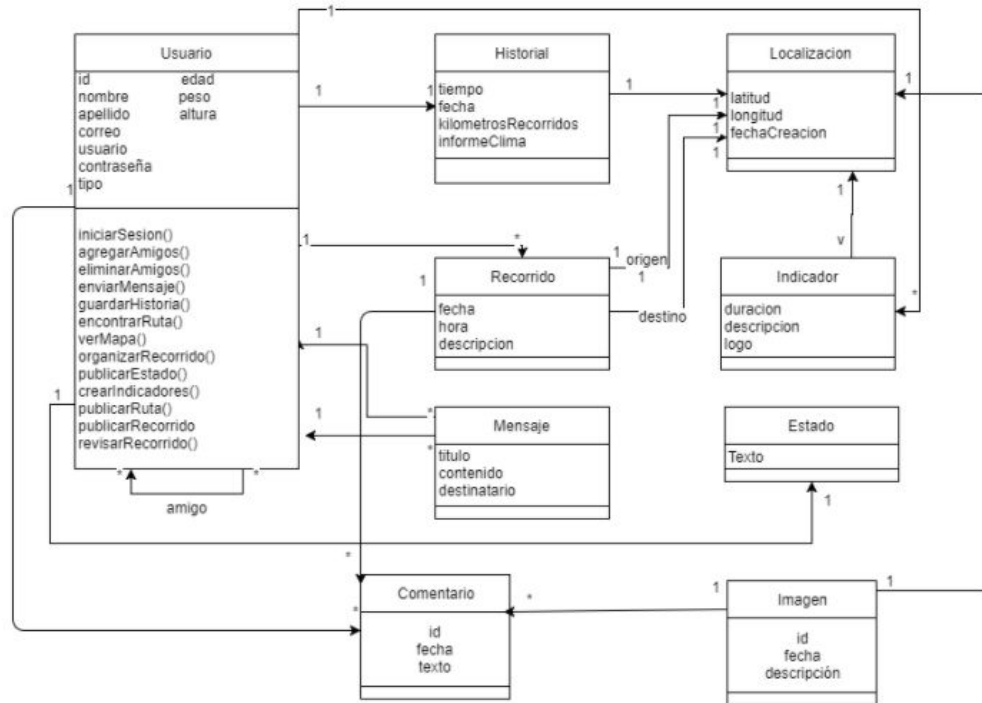 Usuario
id edad
nombre peso
apellido altura
correo
usuario
contraseña
tipo
iniciarSesion()
agregarAmigos()
eliminarAmigos()
enviarMensaje()
guardarHistoria()
encontrarRuta()
verMapa()
organizarRecorrido()
publicarEstado()
crearIndicadores()
publicarRuta()
publicarRecorrido
revisarRecorrido()
1
1
1
1
1
1
1
1
* *
amigo
Historial
tiempo
fecha
kilometrosRecorridos
informeClima
1
1
Localizacion
latitud
longitud
fechaCreacion
1
1
1
1
1
Recorrido
fecha
hora
descripcion
*
1
1
origen
1
destino
*
Indicador
duracion
descripcion
logo
1
v
*
Mensaje
titulo
contenido
destinatario
*
*
Estado
Texto
1
Comentario
id
fecha
texto
*
*
Imagen
id
fecha
descripción
1
1